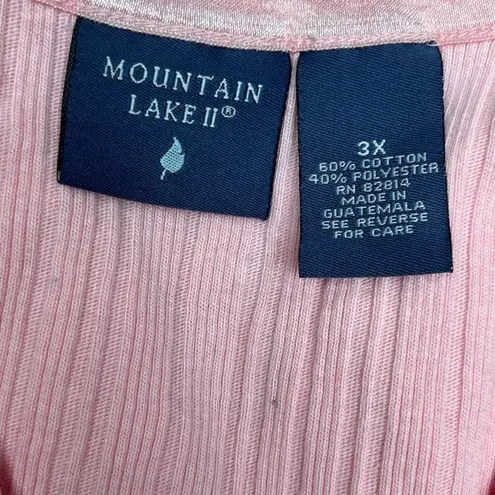 MOUNTAIN
LAKE II®
3X
60% COTTON
40% POLYESTER
RN 82814
MADE IN
GUATEMALA
SEE REVERSE
FOR CARE